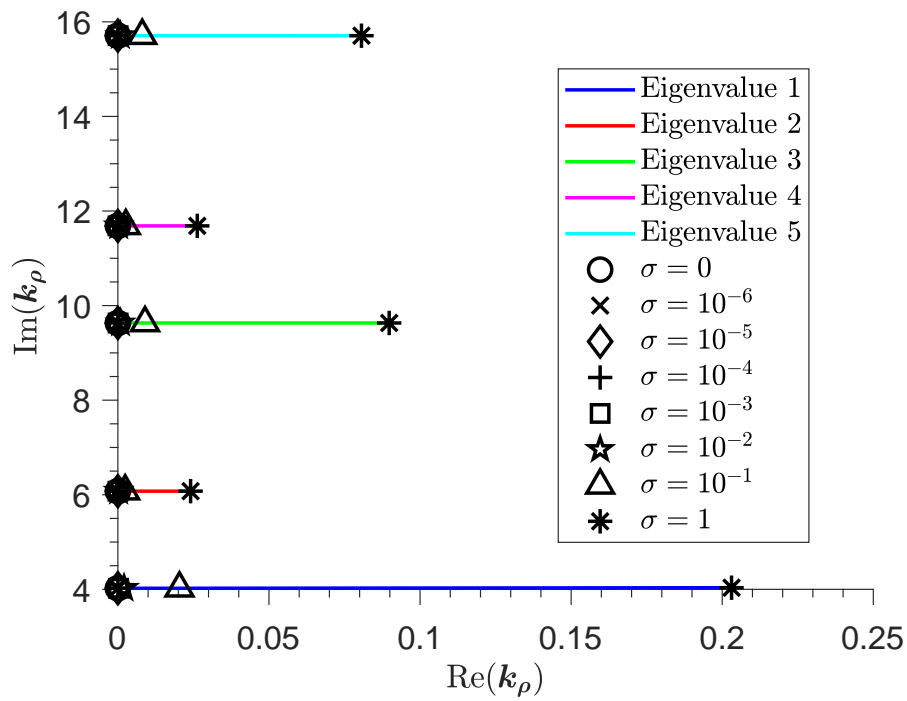 16
14
12
10
8
6
4
0
0.05
0.1
0.15
0.2
0.25
Im(kρ)
Re(kρ)
Eigenvalue 1
Eigenvalue 2
Eigenvalue 3
Eigenvalue 4
Eigenvalue 5
σ = 0
σ = 10⁻⁶
σ = 10⁻⁵
σ = 10⁻⁴
σ = 10⁻³
σ = 10⁻²
σ = 10⁻¹
σ = 1